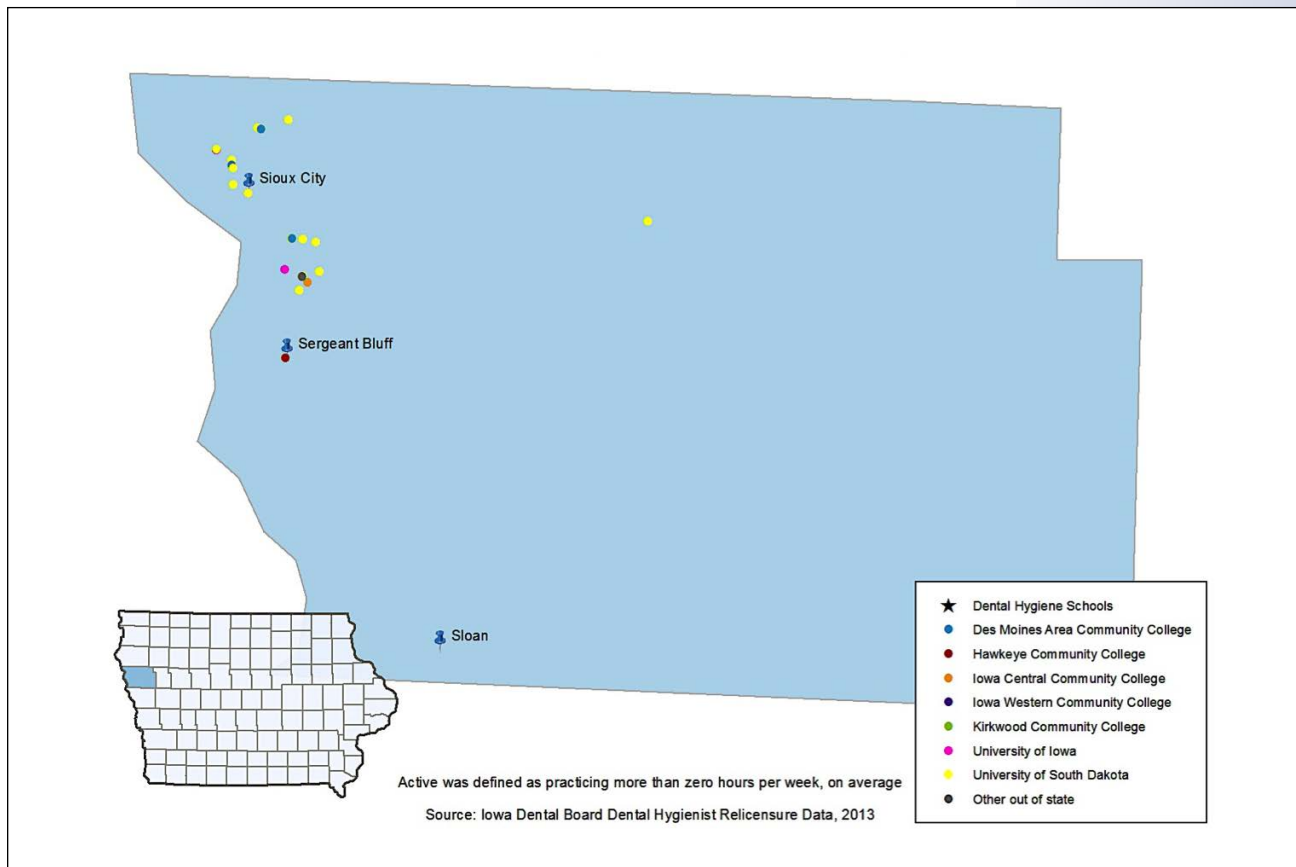 Sioux City
Sergeant Bluff
Sloan
Dental Hygiene Schools
Des Moines Area Community College
Hawkeye Community College
Iowa Central Community College
Iowa Western Community College
Kirkwood Community College
University of Iowa
University of South Dakota
Other out of state
Active was defined as practicing more than zero hours per week, on average
Source: Iowa Dental Board Dental Hygienist Relicensure Data, 2013